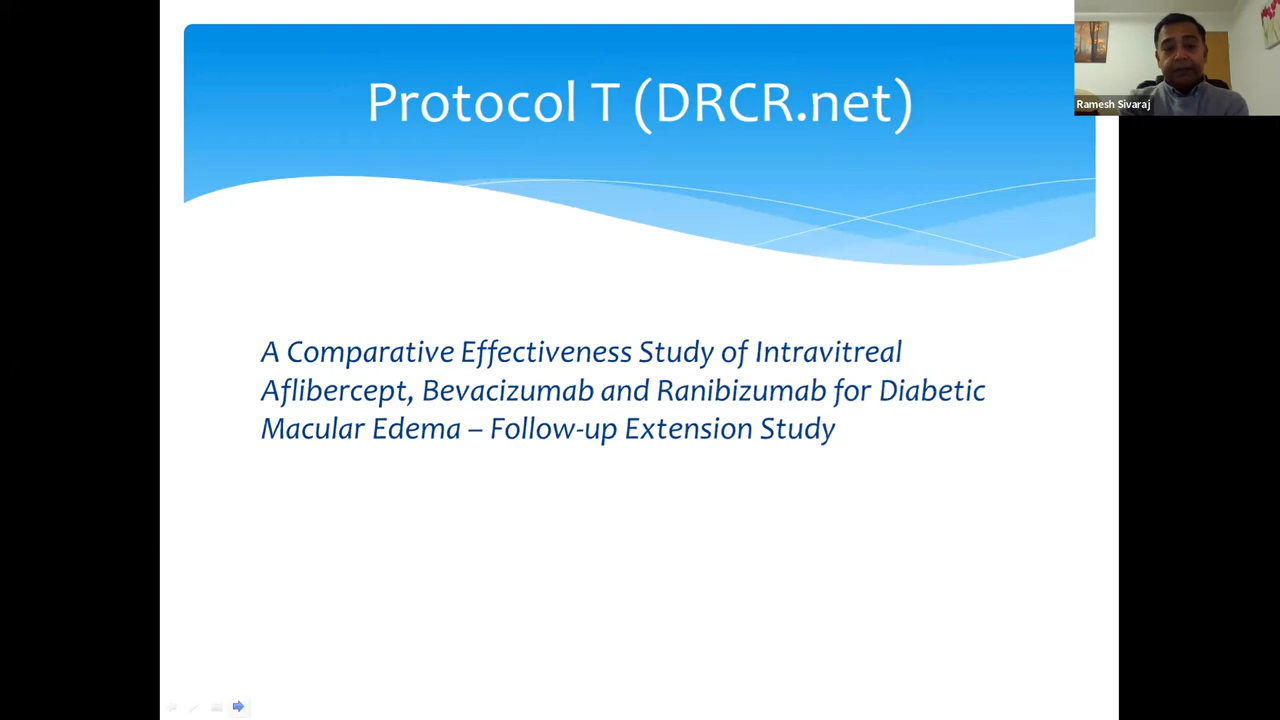 Protocol T (DRCR.net)
Ramesh Sivaraj
A Comparative Effectiveness Study of Intravitreal
Aflibercept, Bevacizumab and Ranibizumab for Diabetic
Macular Edema – Follow-up Extension Study